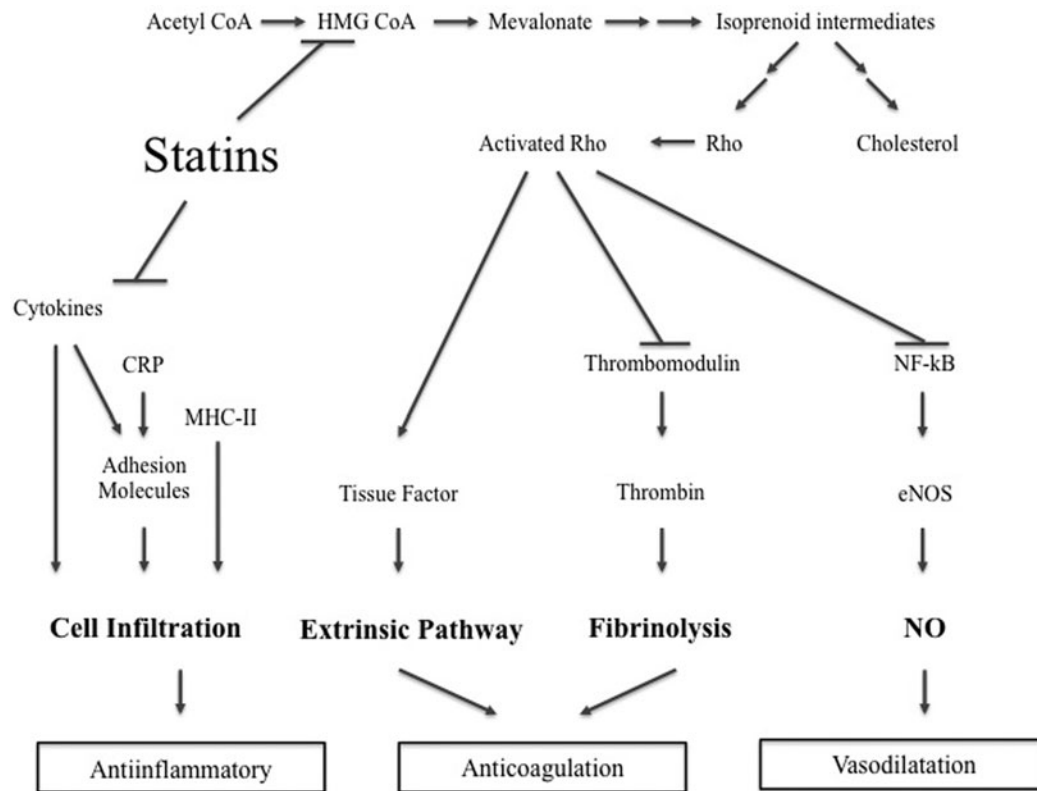 Acetyl CoA
HMG CoA
Mevalonate
Isoprenoid intermediates
Statins
Activated Rho
Rho
Cholesterol
Cytokines
CRP
MHC-II
Adhesion
Molecules
Thrombomodulin
NF-kB
Tissue Factor
Thrombin
eNOS
Cell Infiltration
Extrinsic Pathway
Fibrinolysis
NO
Antiinflammatory
Anticoagulation
Vasodilatation